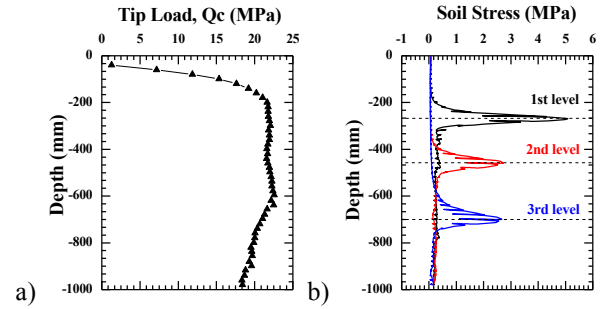 Tip Load, Qc (MPa)
0 5 10 15 20 25
0
-200
-400
-600
-800
-1000
Depth (mm)
a)
Soil Stress (MPa)
-1 0 1 2 3 4 5 6
0
-200
-400
-600
-800
-1000
Depth (mm)
1st level
2nd level
3rd level
b)